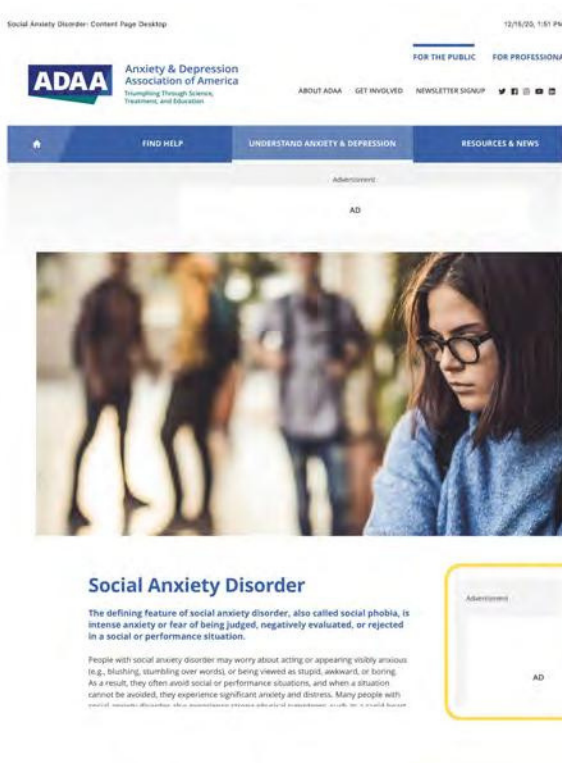 Social Anxiety Disorder: Content Page Desktop
12/15/20, 1:51 PM
FOR THE PUBLIC FOR PROFESSIONA
ADAA
Anxiety & Depression
Association of America
Triumphing Through Science,
Treatment, and Education
ABOUT ADAA GET INVOLVED NEWSLETTER SIGNUP
FIND HELP UNDERSTAND ANXIETY & DEPRESSION RESOURCES & NEWS
Advertisment
AD
Social Anxiety Disorder
The defining feature of social anxiety disorder, also called social phobia, is
intense anxiety or fear of being judged, negatively evaluated, or rejected
in a social or performance situation.
People with social anxiety disorder may worry about acting or appearing visibly anxious
(e.g., blushing, stumbling over words), or being viewed as stupid, awkward, or boring.
As a result, they often avoid social or performance situations, and when a situation
cannot be avoided, they experience significant anxiety and distress. Many people with
Advertisment
AD